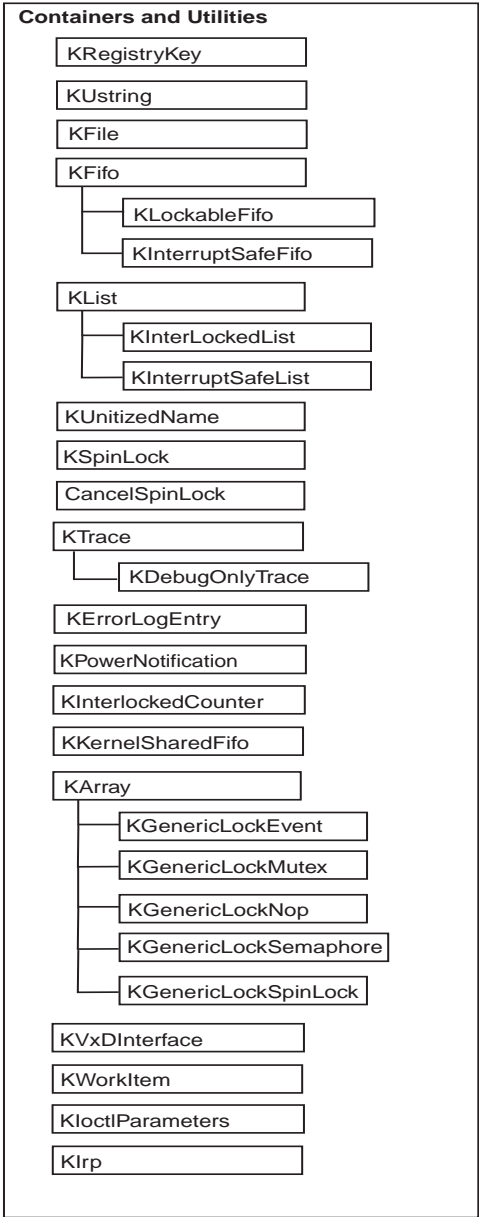 Containers and Utilities
KRegistryKey
KUstring
KFile
KFifo
KLockableFifo
KInterruptSafeFifo
KList
KInterLockedList
KInterruptSafeList
KUnitizedName
KSpinLock
CancelSpinLock
KTrace
KDebugOnlyTrace
KErrorLogEntry
KPowerNotification
KInterlockedCounter
KKernelSharedFifo
KArray
KGenericLockEvent
KGenericLockMutex
KGenericLockNop
KGenericLockSemaphore
KGenericLockSpinLock
KVxDInterface
KWorkItem
KIoctlParameters
KIrp